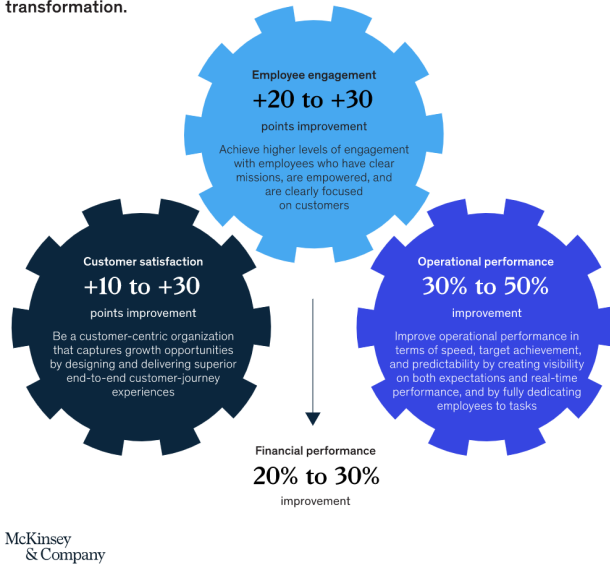 transformation.
Employee engagement
+20 to +30
points improvement
Achieve higher levels of engagement
with employees who have clear
missions, are empowered, and
are clearly focused
on customers
Customer satisfaction
+10 to +30
points improvement
Be a customer-centric organization
that captures growth opportunities
by designing and delivering superior
end-to-end customer-journey
experiences
Operational performance
30% to 50%
improvement
Improve operational performance in
terms of speed, target achievement,
and predictability by creating visibility
on both expectations and real-time
performance, and by fully dedicating
employees to tasks
Financial performance
20% to 30%
improvement
McKinsey
& Company